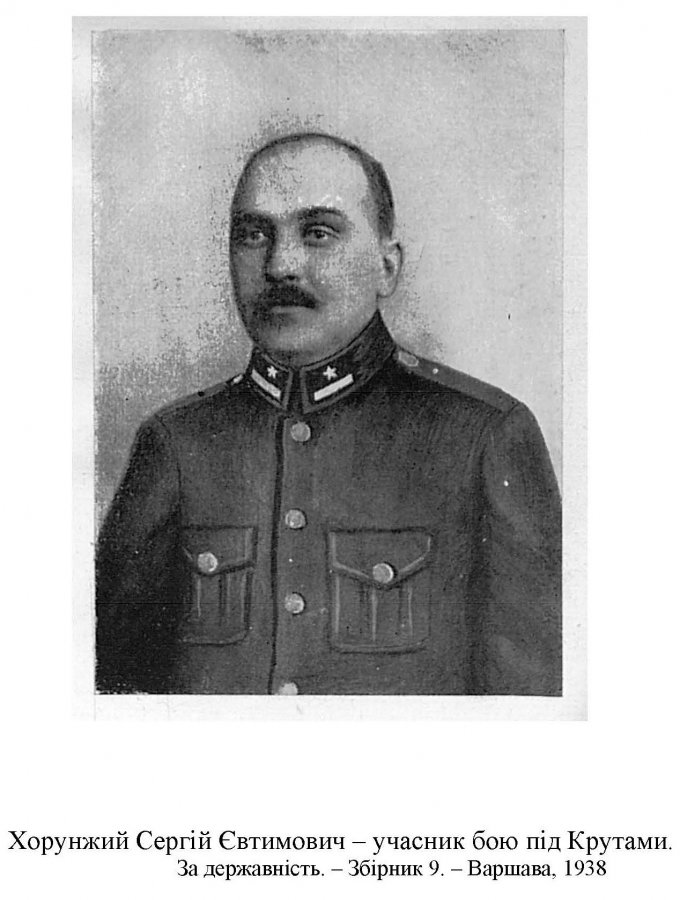 Хорунжий Сергій Євтимович – учасник бою під Крутами.
За державність. – Збірник 9. – Варшава, 1938